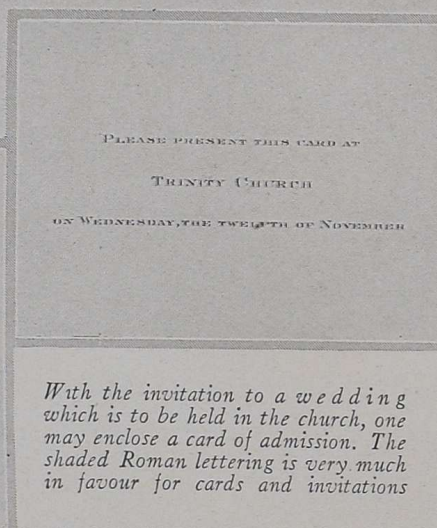 PLEASE PRESENT THIS CARD AT
TRINITY CHURCH
ON WEDNESDAY, THE TWELFTH OF NOVEMBER
With the invitation to a wedding
which is to be held in the church, one
may enclose a card of admission. The
shaded Roman lettering is very much
in favour for cards and invitations